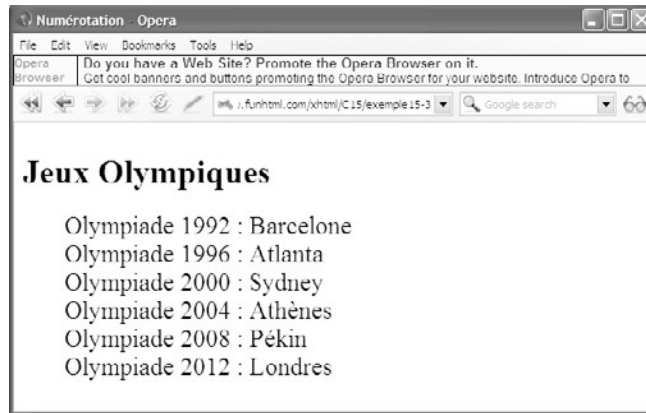 Numérotation - Opera
File Edit View Bookmarks Tools Help
Opera Browser
Do you have a Web Site? Promote the Opera Browser on it.
Get cool banners and buttons promoting the Opera Browser for your website. Introduce Opera to
.funhtml.com/xhtml/C15/exemple15-3 Google search
Jeux Olympiques
Olympiade 1992 : Barcelone
Olympiade 1996 : Atlanta
Olympiade 2000 : Sydney
Olympiade 2004 : Athènes
Olympiade 2008 : Pékin
Olympiade 2012 : Londres